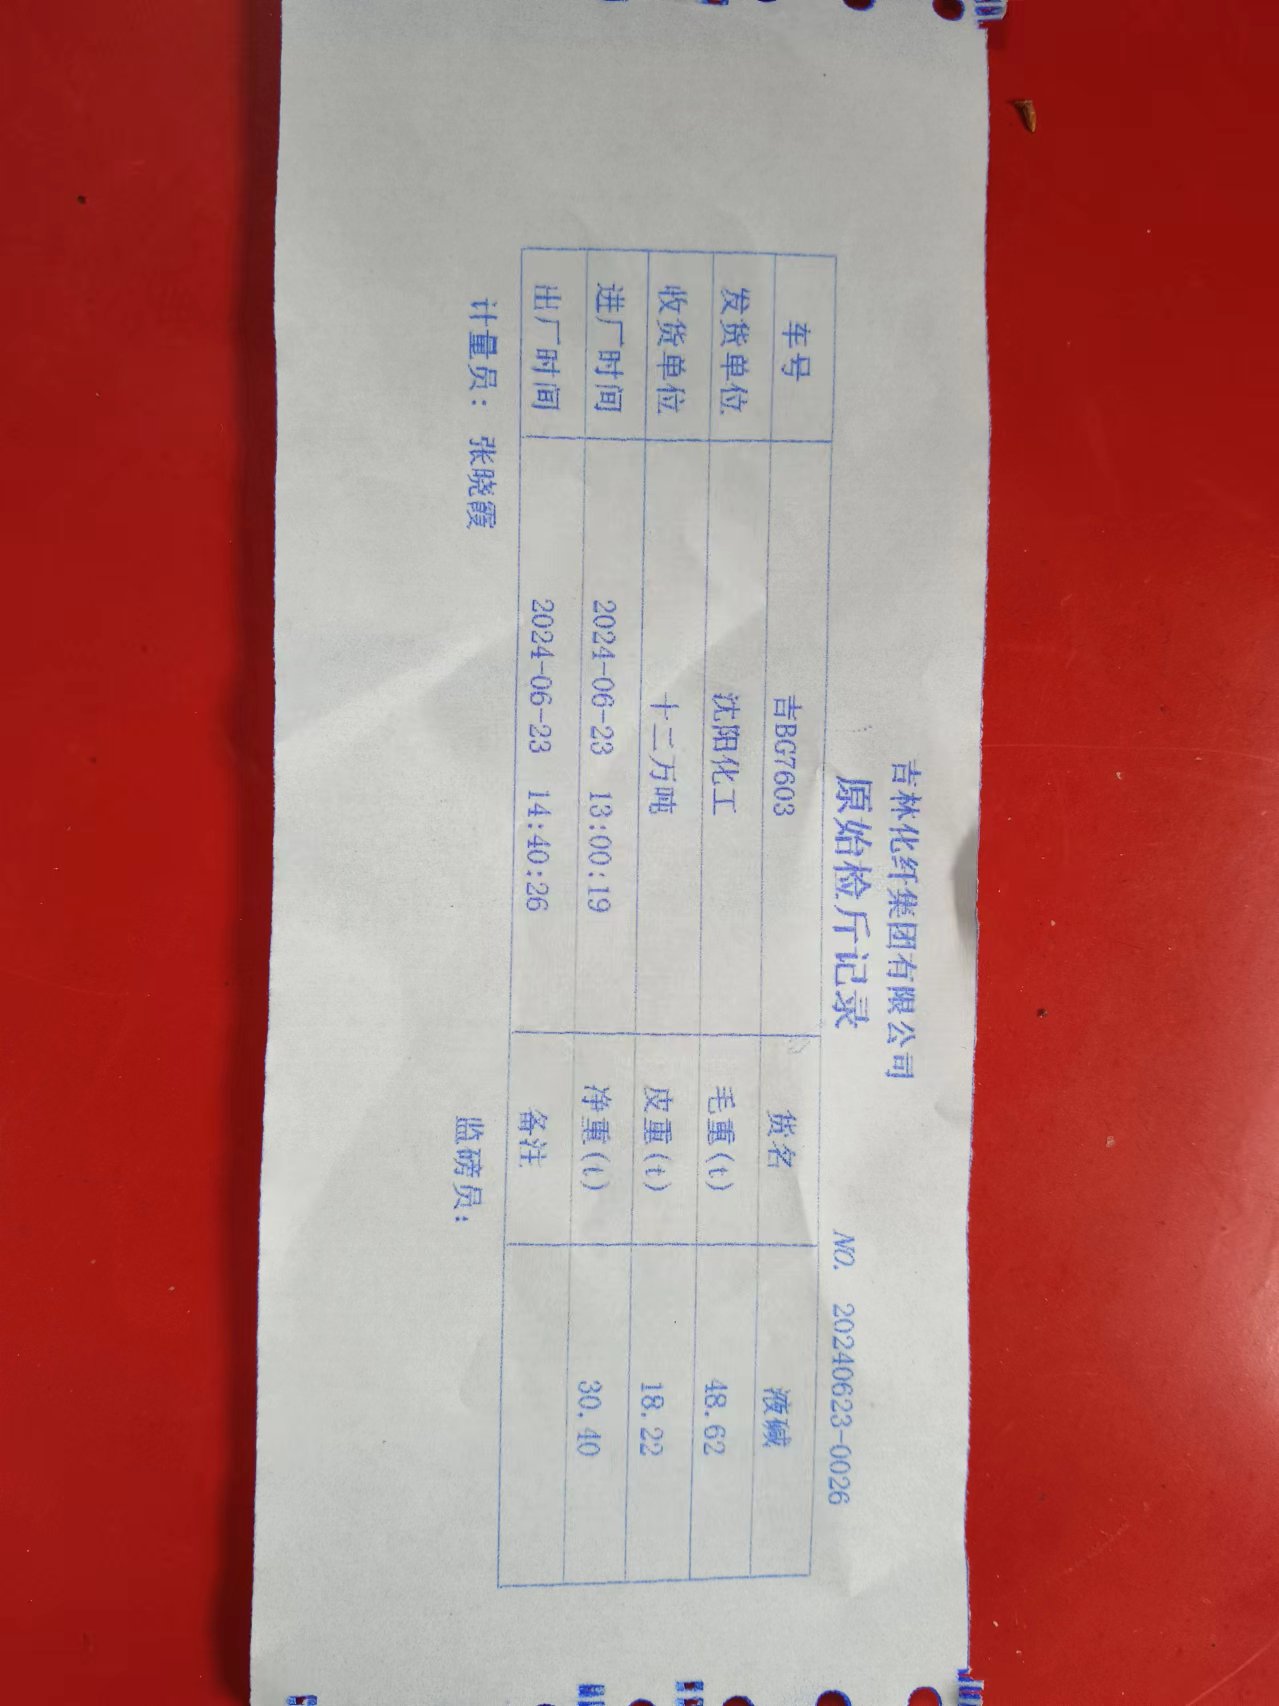 吉林化纤集团有限公司
原始检斤记录
NO. 20240623-0026
车号 吉BG7603 货名 液碱
发货单位 沈阳化工 毛重(t) 48.62
收货单位 十二万吨 皮重(t) 18.22
进厂时间 2024-06-23 13:00:19 净重(t) 30.40
出厂时间 2024-06-23 14:40:26 备注
计量员: 张晓霞 监磅员: